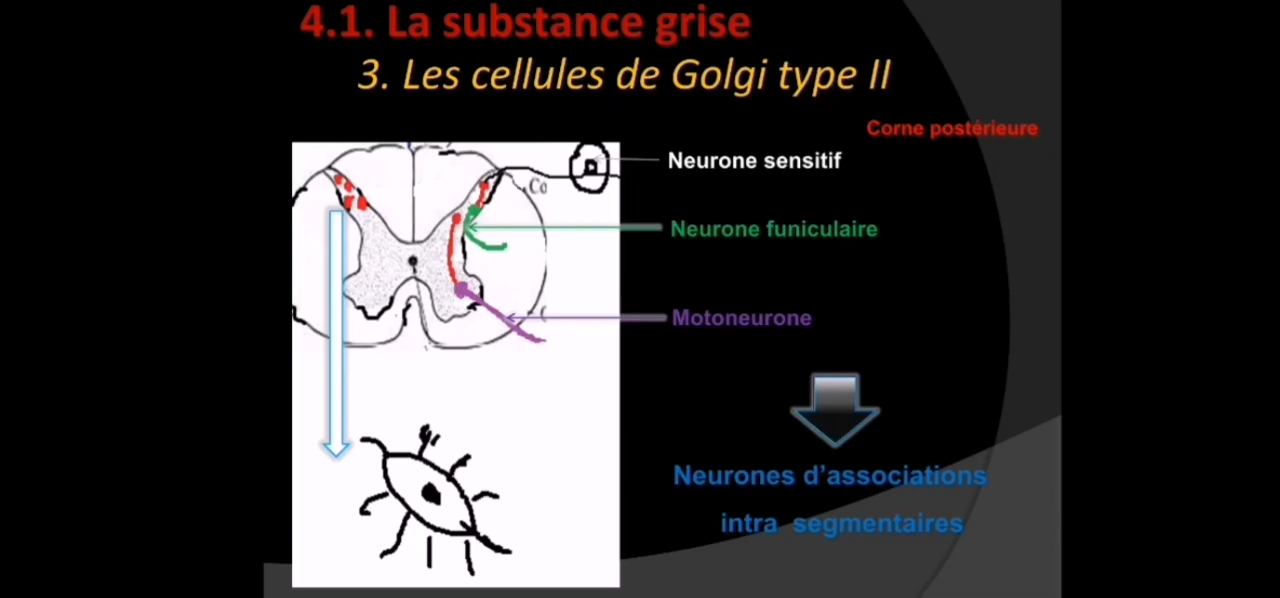 4.1. La substance grise
3. Les cellules de Golgi type II
Corne postérieure
Neurone sensitif
Co
Neurone funiculaire
Motoneurone
Neurones d’associations
intra segmentaires